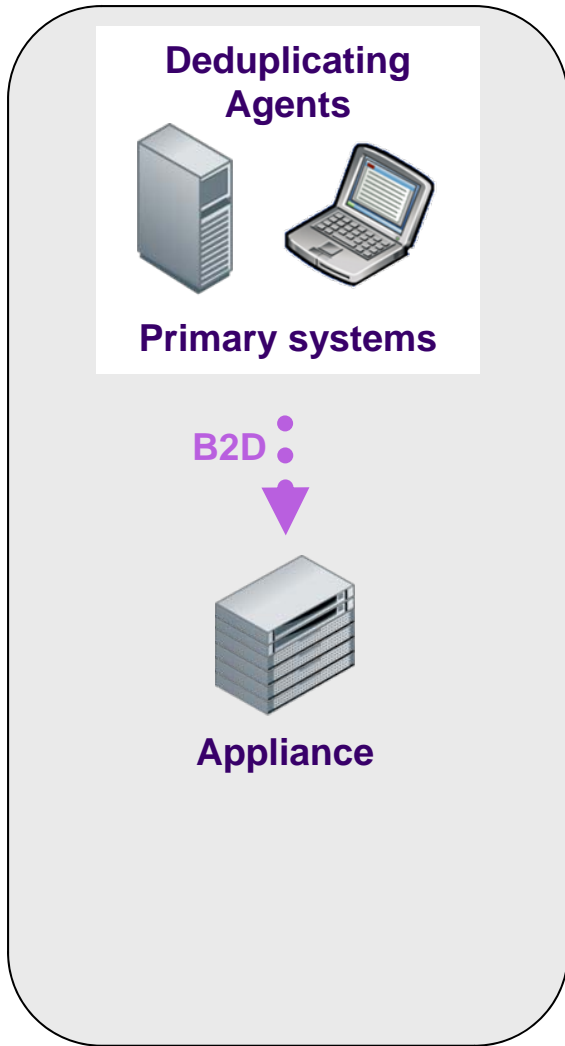 Deduplicating
Agents
Primary systems
B2D
Appliance